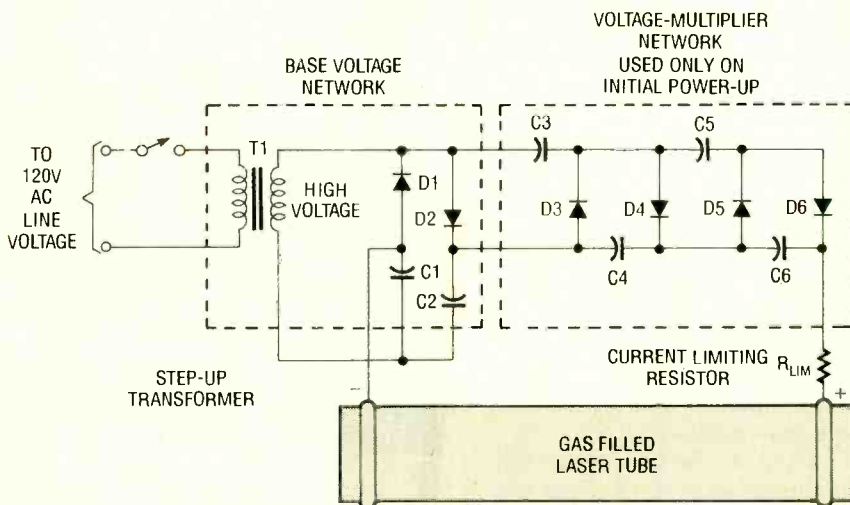 VOLTAGE-MULTIPLIER
NETWORK
USED ONLY ON
INITIAL POWER-UP
BASE VOLTAGE
NETWORK
C3
C5
TO
120V
AC
LINE
VOLTAGE
T1
HIGH
VOLTAGE
D1
D2
D3
D4
D5
D6
C1
C2
C4
C6
STEP-UP
TRANSFORMER
CURRENT LIMITING
RESISTOR
RLIM
−
+
GAS FILLED
LASER TUBE